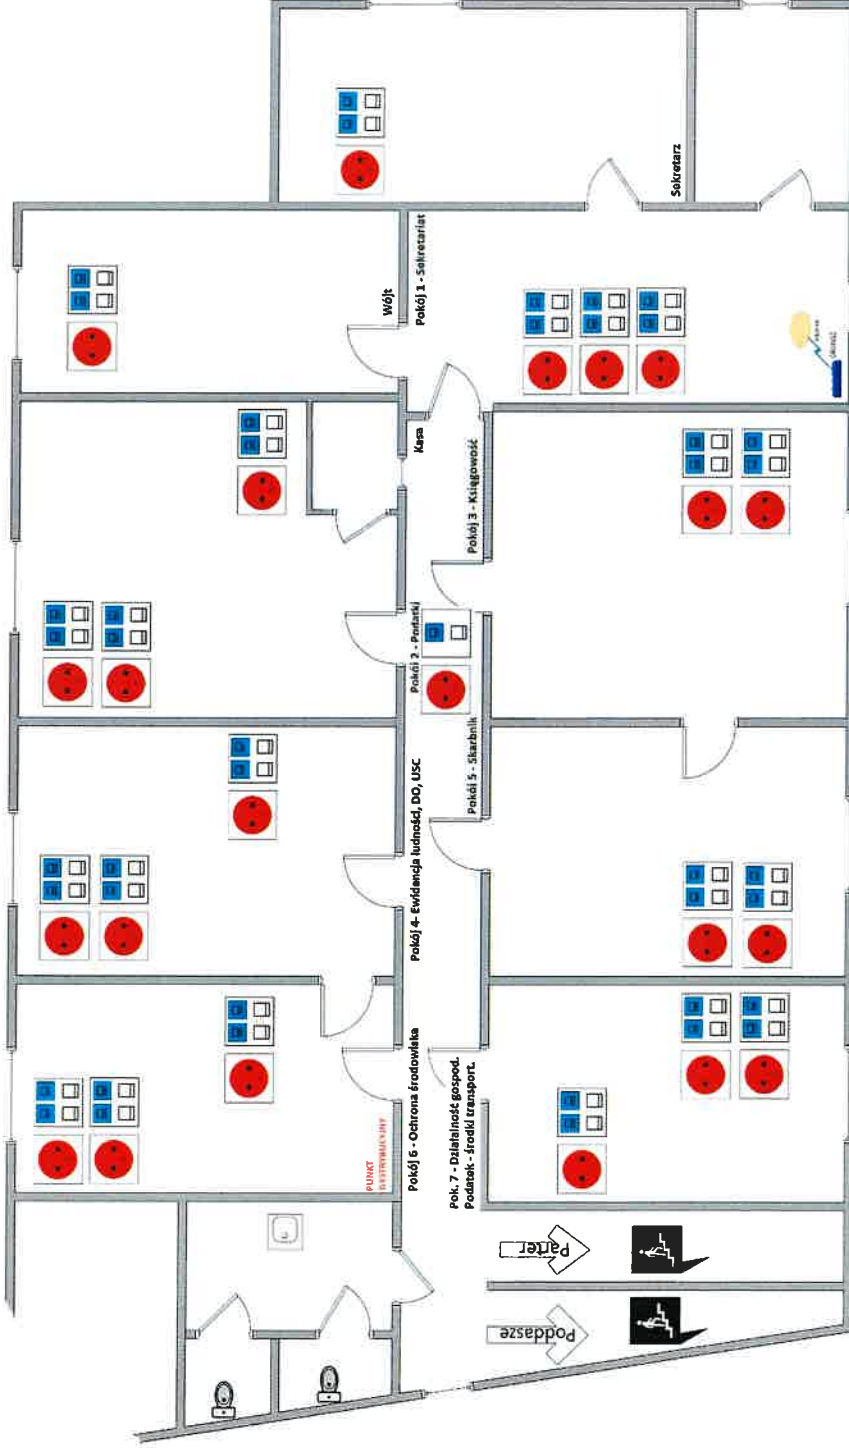 Sekretarz
Wójt
Pokój 1 - Sekretariat
Kasa
Pokój 3 - Księgowość
Pokój 2 - Podatki
Pokój 5 - Skarbnik
Pokój 4- Ewidencja ludności, DO, USC
Pokój 6 - Ochrona środowiska
PUNKT
DYSTRYBUCYJNY
Pok. 7 - Działalność gospod.
Podatek - środki transport.
Parter
Poddasze